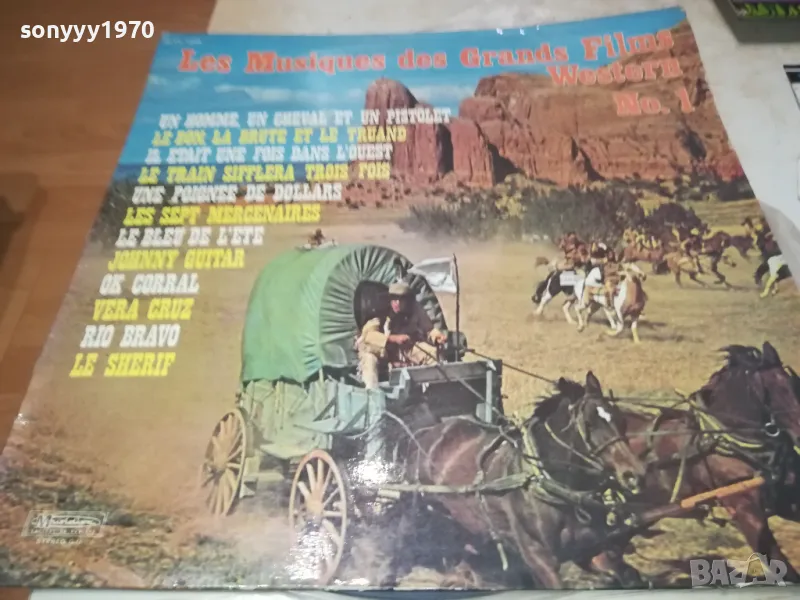 sonyyy1970
Les Musiques des Grands Films
Western
No. 1
UN HOMME, UN CHEVAL ET UN PISTOLET
LE BON, LA BRUTE ET LE TRUAND
IL ETAIT UNE FOIS DANS L'OUEST
LE TRAIN SIFFLERA TROIS FOIS
UNE POIGNEE DE DOLLARS
LES SEPT MERCENAIRES
LE BLEU DE L'ETE
JOHNNY GUITAR
OK CORRAL
VERA CRUZ
RIO BRAVO
LE SHERIF
BAZAR